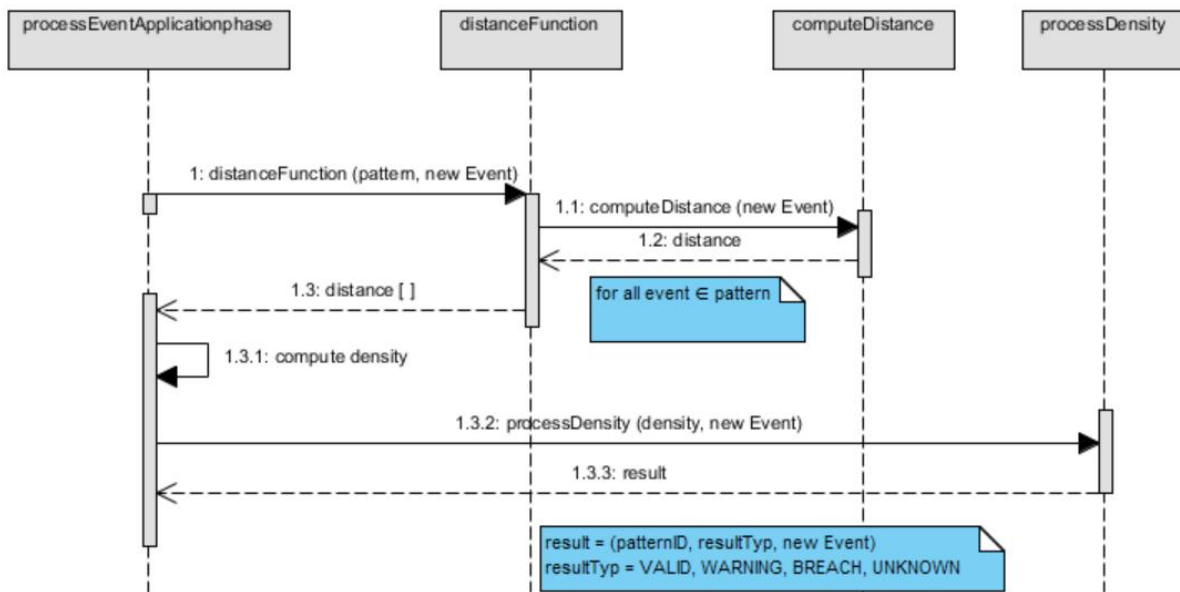 processEventApplicationphase
distanceFunction
computeDistance
processDensity
1: distanceFunction (pattern, new Event)
1.1: computeDistance (new Event)
1.2: distance
for all event ∈ pattern
1.3: distance [ ]
1.3.1: compute density
1.3.2: processDensity (density, new Event)
1.3.3: result
result = (patternID, resultTyp, new Event)
resultTyp = VALID, WARNING, BREACH, UNKNOWN